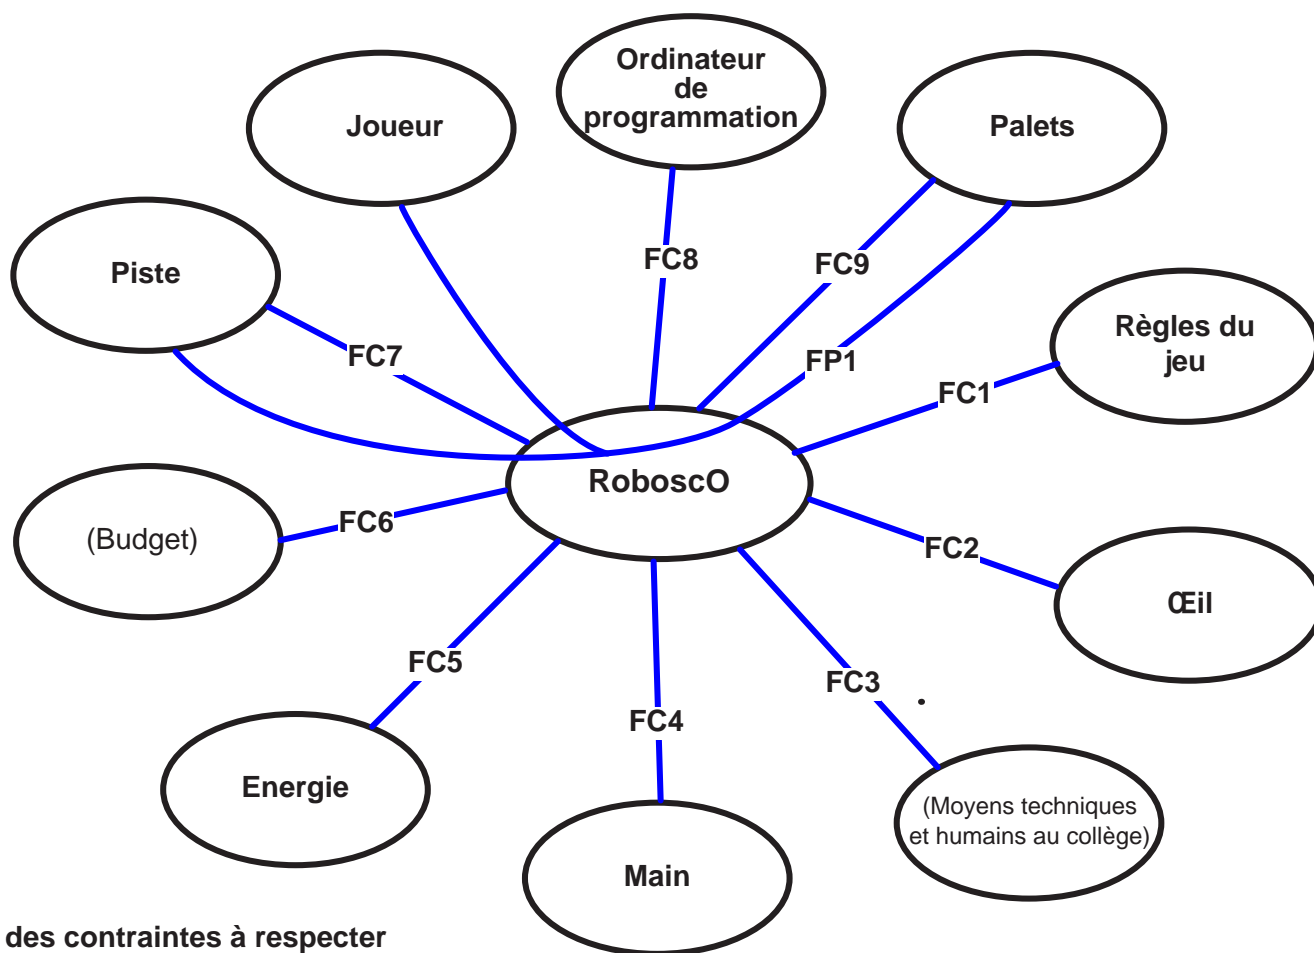 Ordinateur
de
programmation
Joueur
Palets
Piste
FC8
FC9
Règles du
jeu
FC7
FP1
FC1
RoboscO
(Budget)
FC6
FC2
Œil
FC5
FC3
FC4
Energie
(Moyens techniques
et humains au collège)
Main
des contraintes à respecter